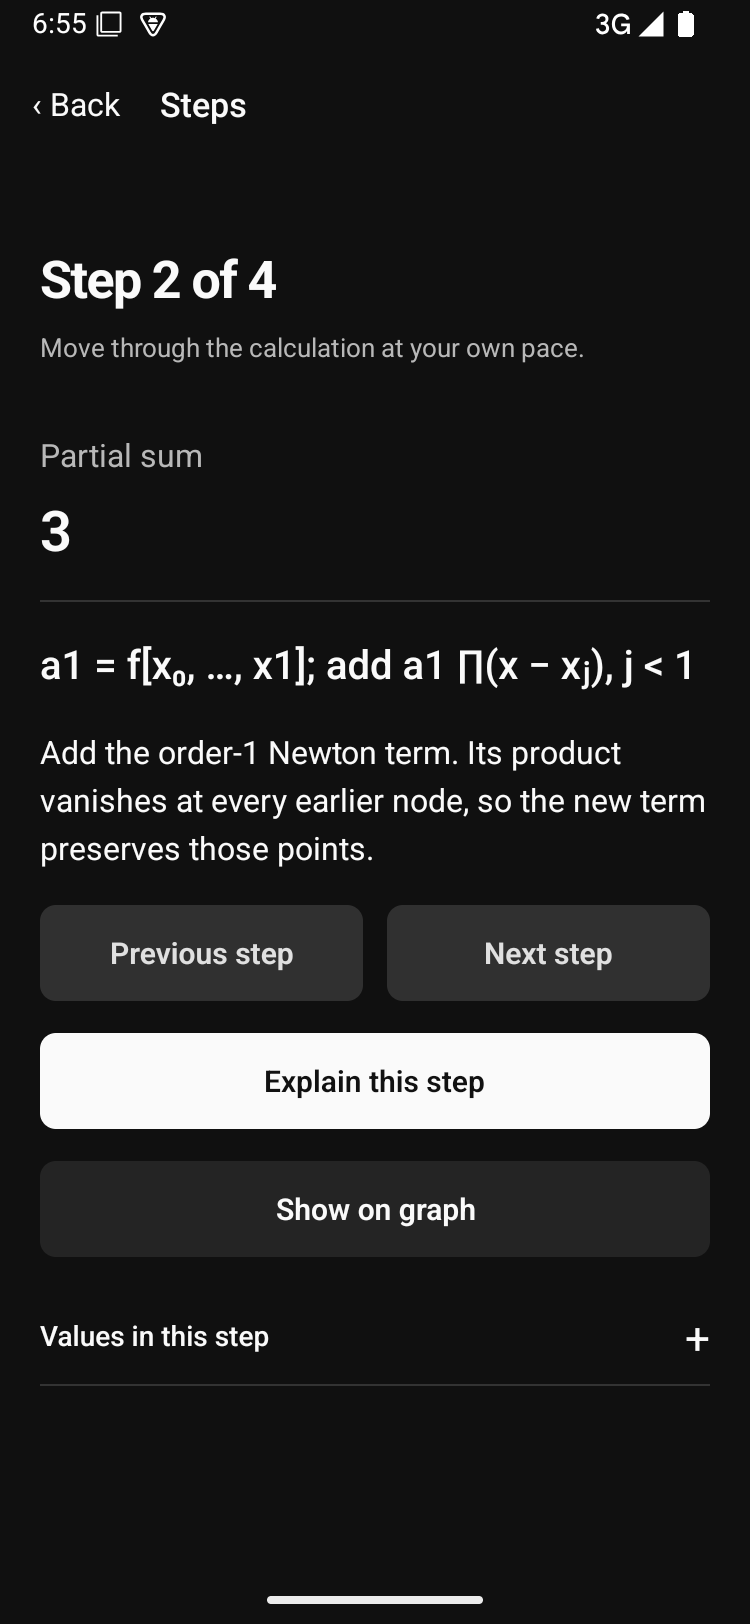 6:55
3G
‹ Back Steps
Step 2 of 4
Move through the calculation at your own pace.
Partial sum
3
a1 = f[x₀, …, x1]; add a1 ∏(x − xⱼ), j < 1
Add the order-1 Newton term. Its product
vanishes at every earlier node, so the new term
preserves those points.
Previous step Next step
Explain this step
Show on graph
Values in this step +